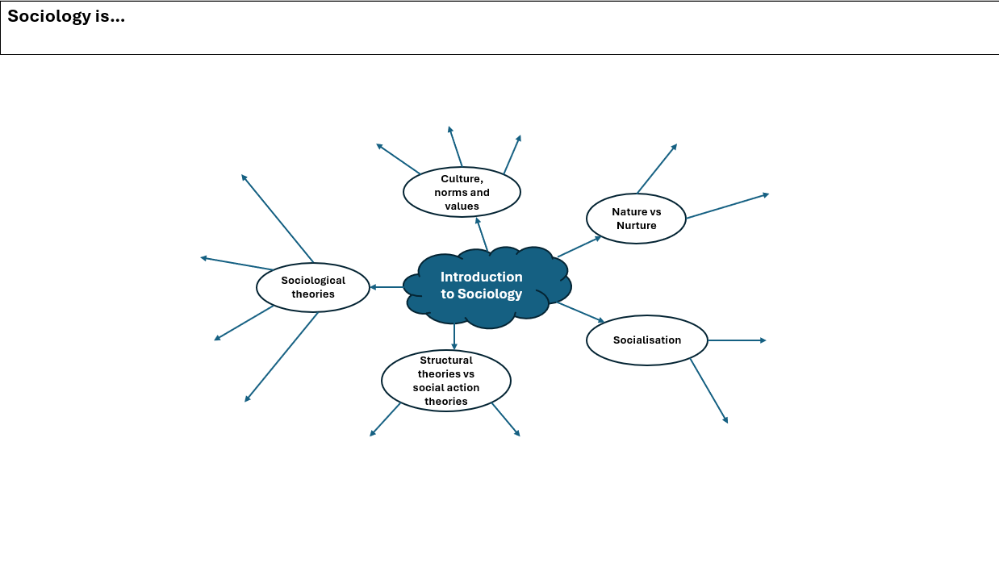 Sociology is...
Culture,
norms and
values
Nature vs
Nurture
Introduction
to Sociology
Sociological
theories
Socialisation
Structural
theories vs
social action
theories